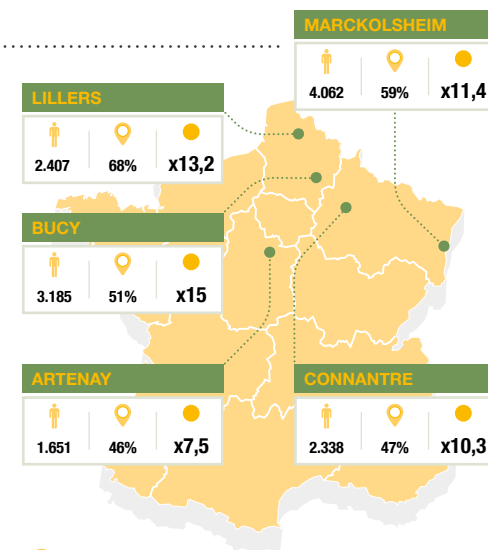 MARCKOLSHEIM
4.062 59% x11,4
LILLERS
2.407 68% x13,2
BUCY
3.185 51% x15
ARTENAY
1.651 46% x7,5
CONNANTRE
2.338 47% x10,3